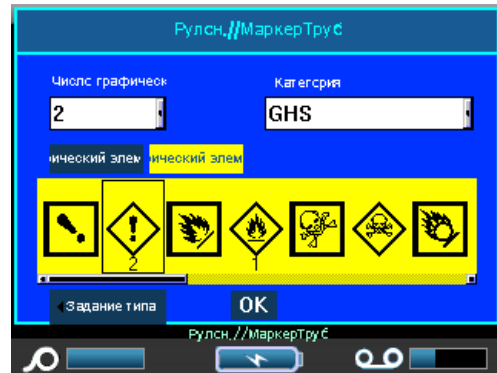 Рулсн.//МаркерТруб
Числс графическ
Категсрия
2
GHS
ический элем
ический элем
2
1
Задание типа
OK
Рулсн.//МаркерТруб